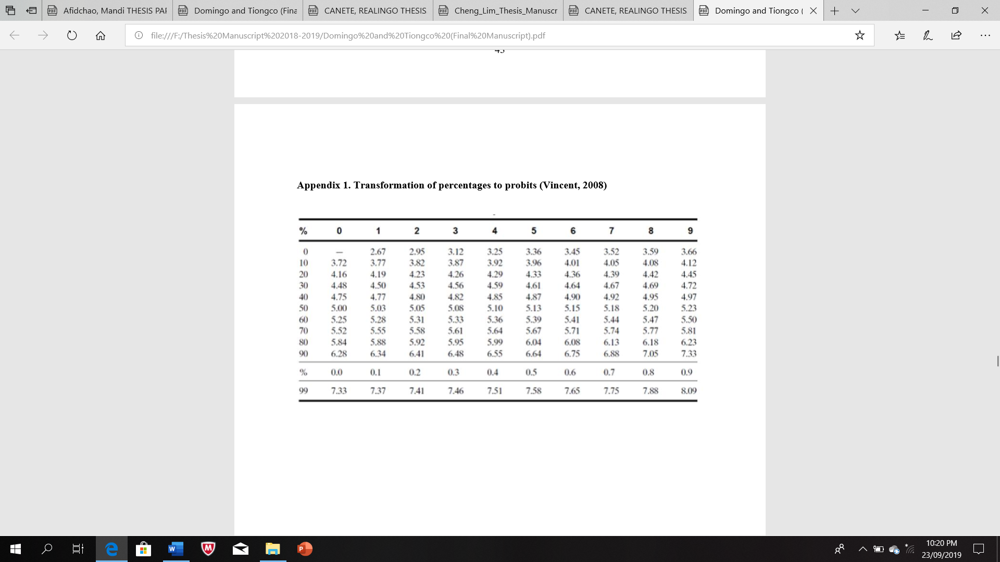 Afidchao, Mandi THESIS PAF
Domingo and Tiongco (Fina
CANETE, REALINGO THESIS
Cheng_Lim_Thesis_Manuscr
CANETE, REALINGO THESIS
Domingo and Tiongco (
file:///F:/Thesis%20Manuscript%202018-2019/Domingo%20and%20Tiongco%20(Final%20Manuscript).pdf
Appendix 1. Transformation of percentages to probits (Vincent, 2008)
% 0 1 2 3 4 5 6 7 8 9
0 — 2.67 2.95 3.12 3.25 3.36 3.45 3.52 3.59 3.66
10 3.72 3.77 3.82 3.87 3.92 3.96 4.01 4.05 4.08 4.12
20 4.16 4.19 4.23 4.26 4.29 4.33 4.36 4.39 4.42 4.45
30 4.48 4.50 4.53 4.56 4.59 4.61 4.64 4.67 4.69 4.72
40 4.75 4.77 4.80 4.82 4.85 4.87 4.90 4.92 4.95 4.97
50 5.00 5.03 5.05 5.08 5.10 5.13 5.15 5.18 5.20 5.23
60 5.25 5.28 5.31 5.33 5.36 5.39 5.41 5.44 5.47 5.50
70 5.52 5.55 5.58 5.61 5.64 5.67 5.71 5.74 5.77 5.81
80 5.84 5.88 5.92 5.95 5.99 6.04 6.08 6.13 6.18 6.23
90 6.28 6.34 6.41 6.48 6.55 6.64 6.75 6.88 7.05 7.33
% 0.0 0.1 0.2 0.3 0.4 0.5 0.6 0.7 0.8 0.9
99 7.33 7.37 7.41 7.46 7.51 7.58 7.65 7.75 7.88 8.09
10:20 PM
23/09/2019